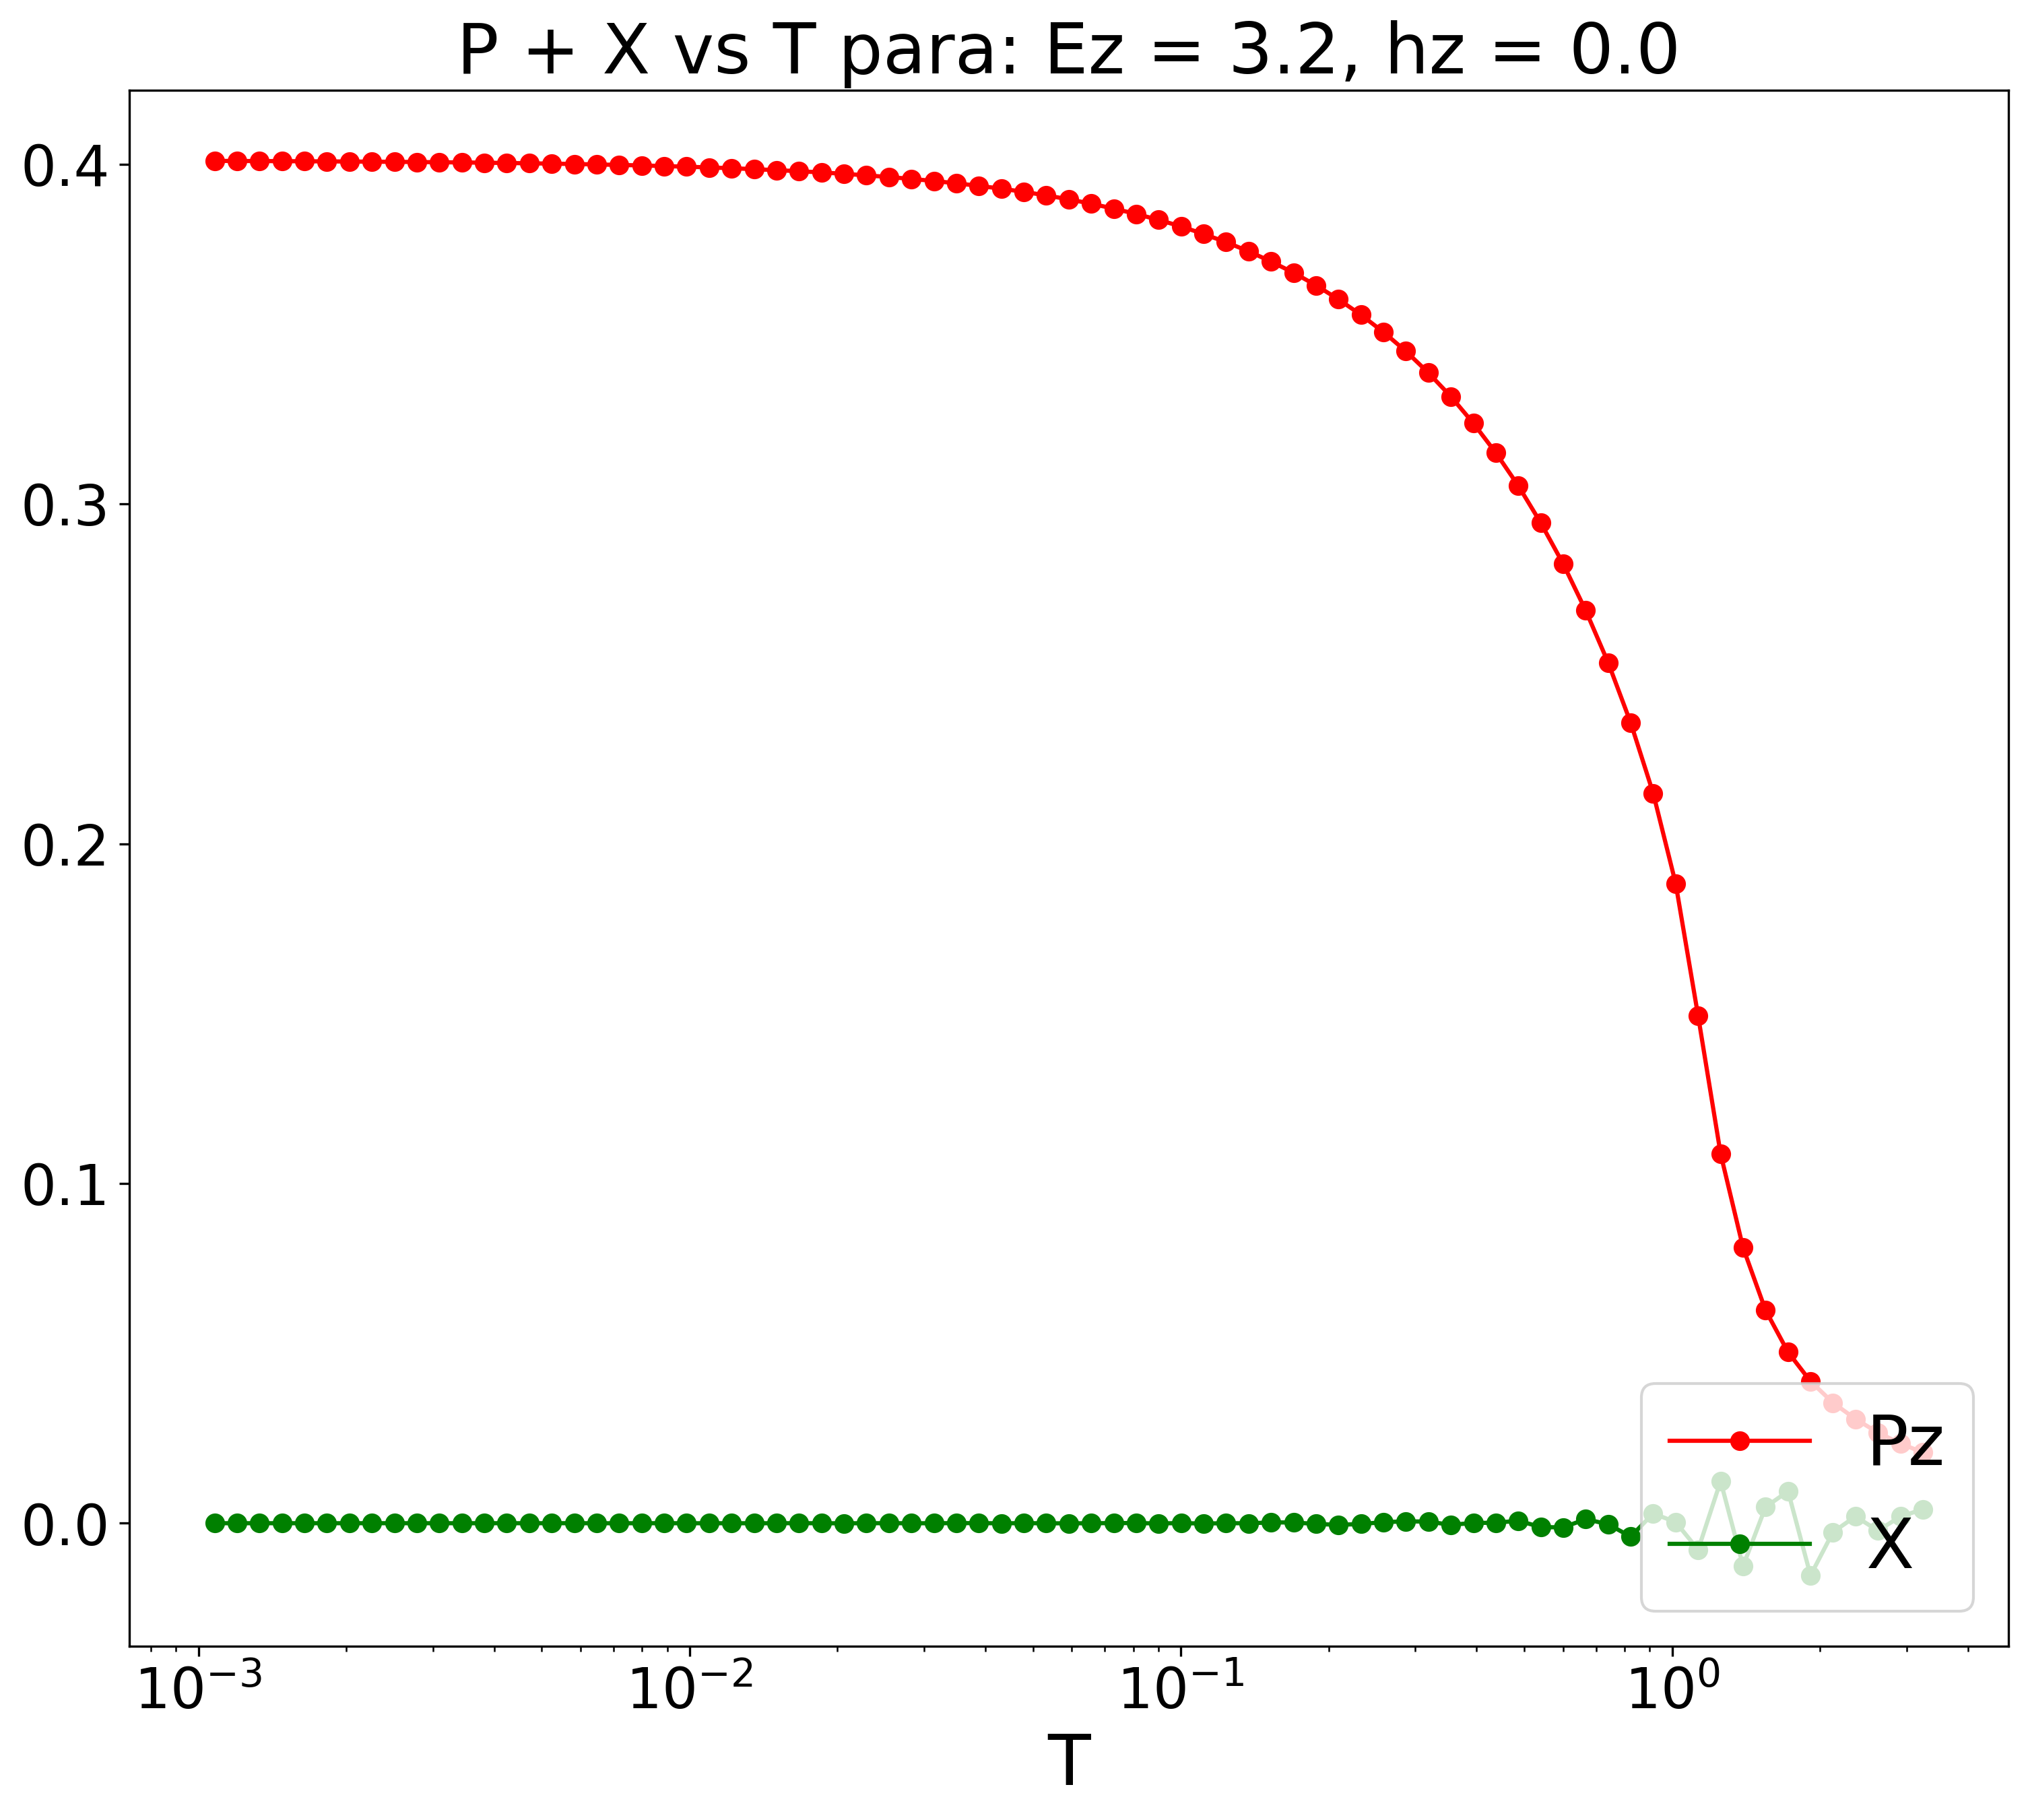 P + X vs T para: Ez = 3.2, hz = 0.0
0.4
0.3
0.2
0.1
0.0
Pz
X
10⁻³ 10⁻² 10⁻¹ 10⁰
T